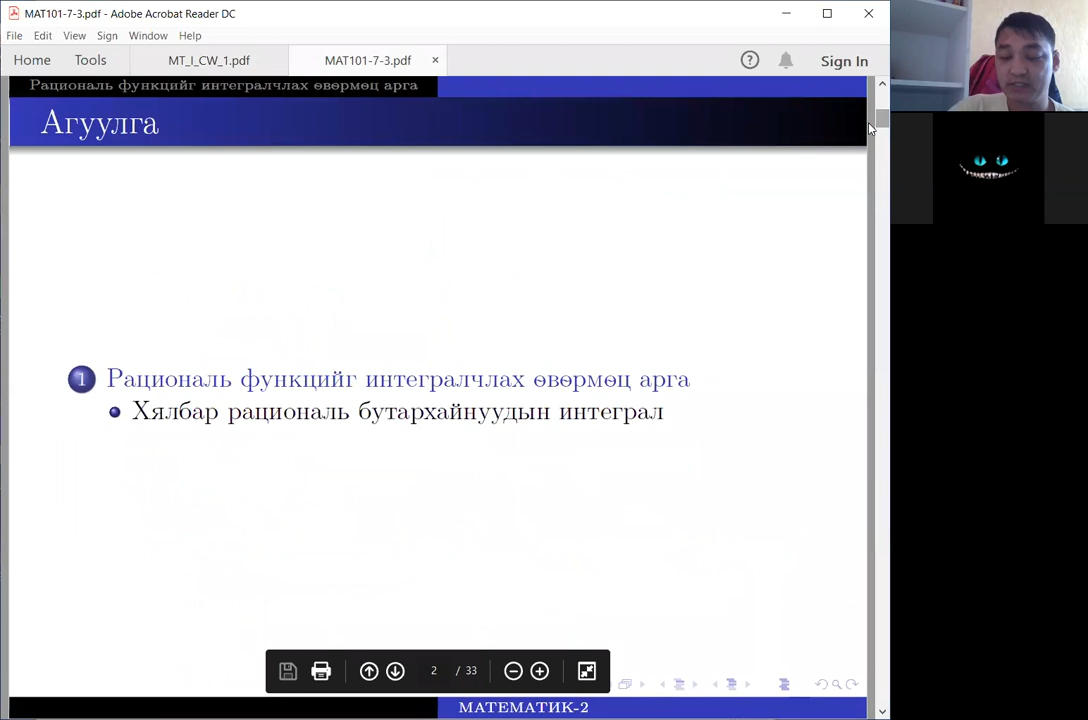 MAT101-7-3.pdf - Adobe Acrobat Reader DC
File Edit View Sign Window Help
Home Tools MT_I_CW_1.pdf MAT101-7-3.pdf × ? Sign In
Рациональ функцийг интегралчлах өвөрмөц арга
Агуулга
1 Рациональ функцийг интегралчлах өвөрмөц арга
Хялбар рациональ бутархайнуудын интеграл
2 / 33
МАТЕМАТИК-2